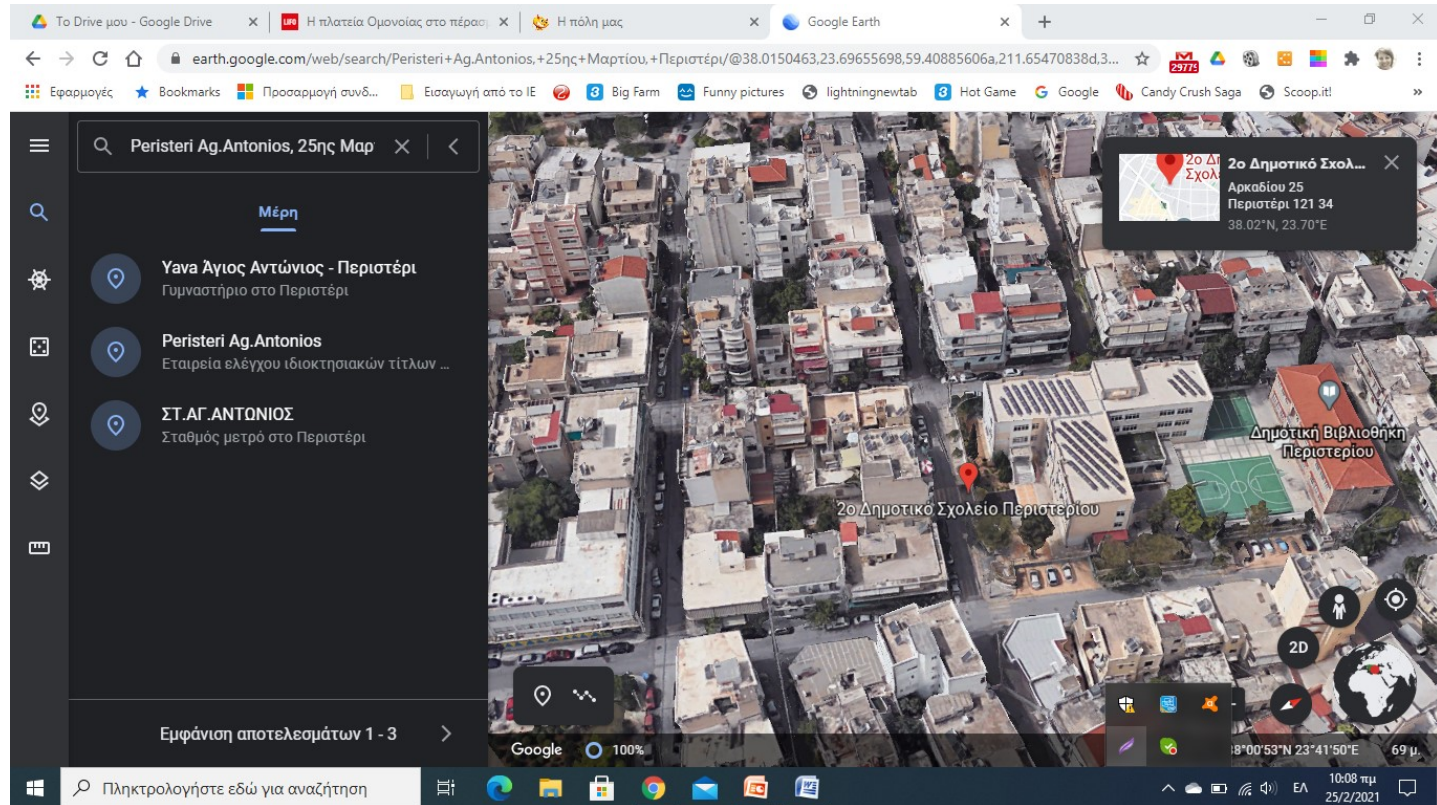 Το Drive μου - Google Drive
LIFO Η πλατεία Ομονοίας στο πέρασ
Η πόλη μας
Google Earth
earth.google.com/web/search/Peristeri+Ag.Antonios,+25ης+Μαρτίου,+Περιστέρι/@38.0150463,23.69655698,59.40885606a,211.65470838d,3...
Εφαρμογές Bookmarks Προσαρμογή συνδ... Εισαγωγή από το IE Big Farm Funny pictures lightningnewtab Hot Game Google Candy Crush Saga Scoop.it! »
Peristeri Ag.Antonios, 25ης Μαρ
Μέρη
Yava Άγιος Αντώνιος - Περιστέρι
Γυμναστήριο στο Περιστέρι
Peristeri Ag.Antonios
Εταιρεία ελέγχου ιδιοκτησιακών τίτλων ...
ΣΤ.ΑΓ.ΑΝΤΩΝΙΟΣ
Σταθμός μετρό στο Περιστέρι
Εμφάνιση αποτελεσμάτων 1 - 3
2ο Δη
Σχολ
2ο Δημοτικό Σχολ...
Αρκαδίου 25
Περιστέρι 121 34
38.02°N, 23.70°E
Δημοτική Βιβλιοθήκη
Περιστερίου
2ο Δημοτικό Σχολείο Περιστερίου
2D
Google 100%
8°00'53"N 23°41'50"E 69 μ.
Πληκτρολογήστε εδώ για αναζήτηση
ΕΛ
10:08 πμ
25/2/2021